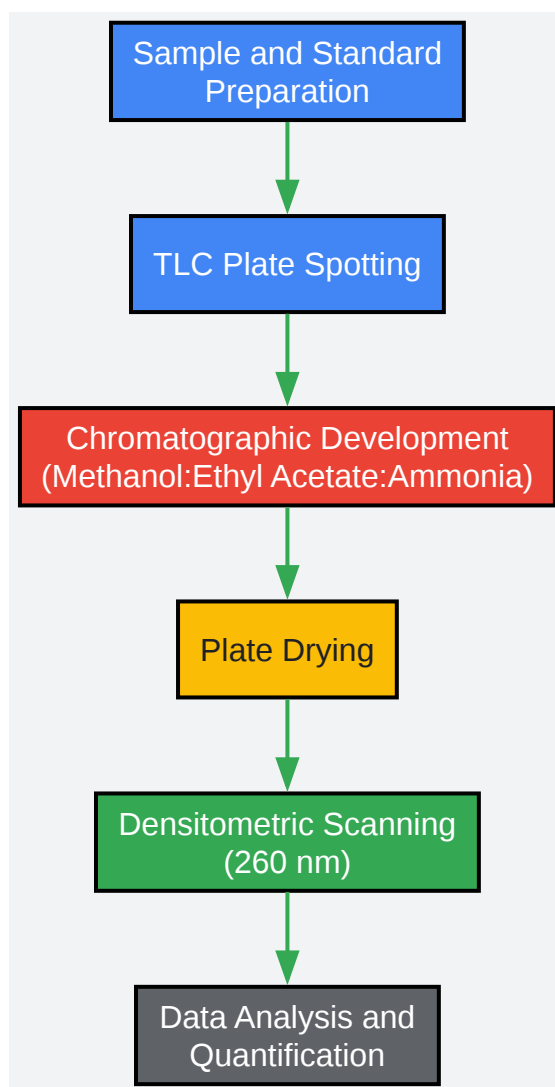 Sample and Standard
Preparation
TLC Plate Spotting
Chromatographic Development
(Methanol:Ethyl Acetate:Ammonia)
Plate Drying
Densitometric Scanning
(260 nm)
Data Analysis and
Quantification